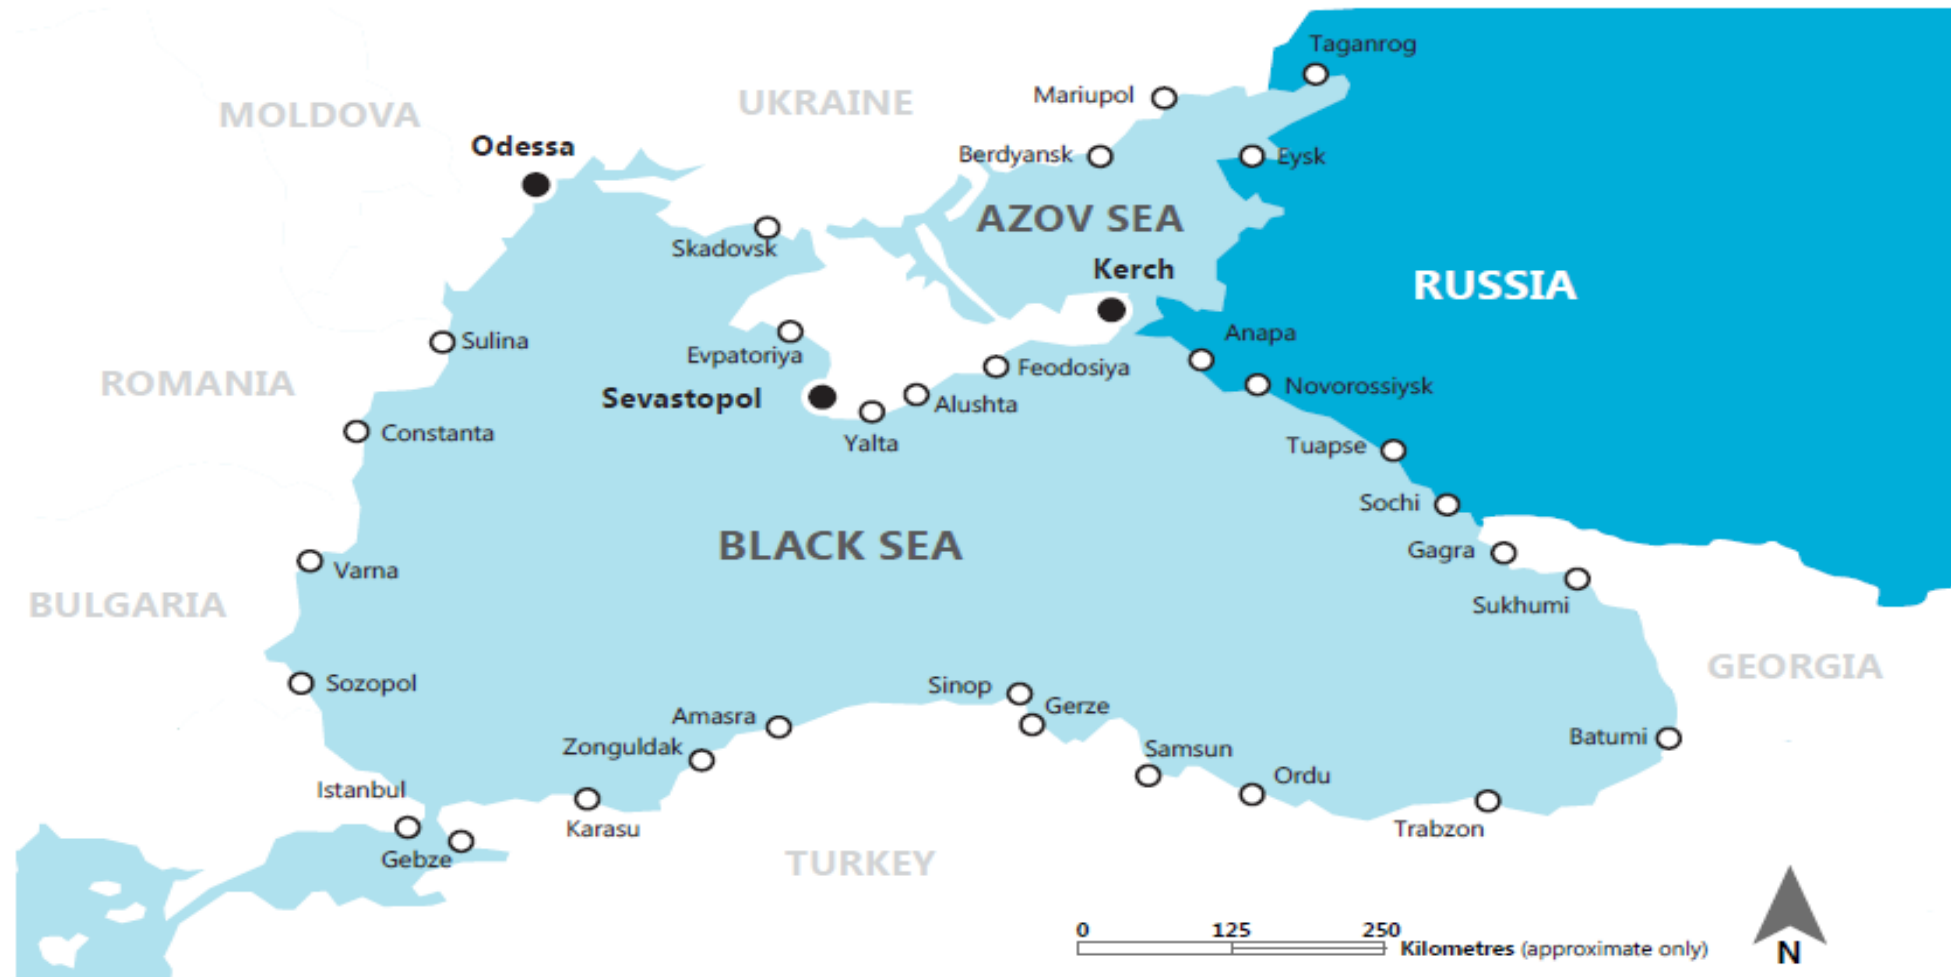 Taganrog
MOLDOVA
UKRAINE
Mariupol
Odessa
Berdyansk
Eysk
AZOV SEA
Skadovsk
Kerch
RUSSIA
Anapa
Sulina
Evpatoriya
Feodosiya
ROMANIA
Novorossiysk
Sevastopol
Alushta
Constanta
Yalta
Tuapse
Sochi
BLACK SEA
Gagra
Varna
BULGARIA
Sukhumi
GEORGIA
Sozopol
Sinop
Gerze
Amasra
Batumi
Zonguldak
Samsun
Ordu
Istanbul
Karasu
Trabzon
Gebze
TURKEY
0 125 250
Kilometres (approximate only)
N